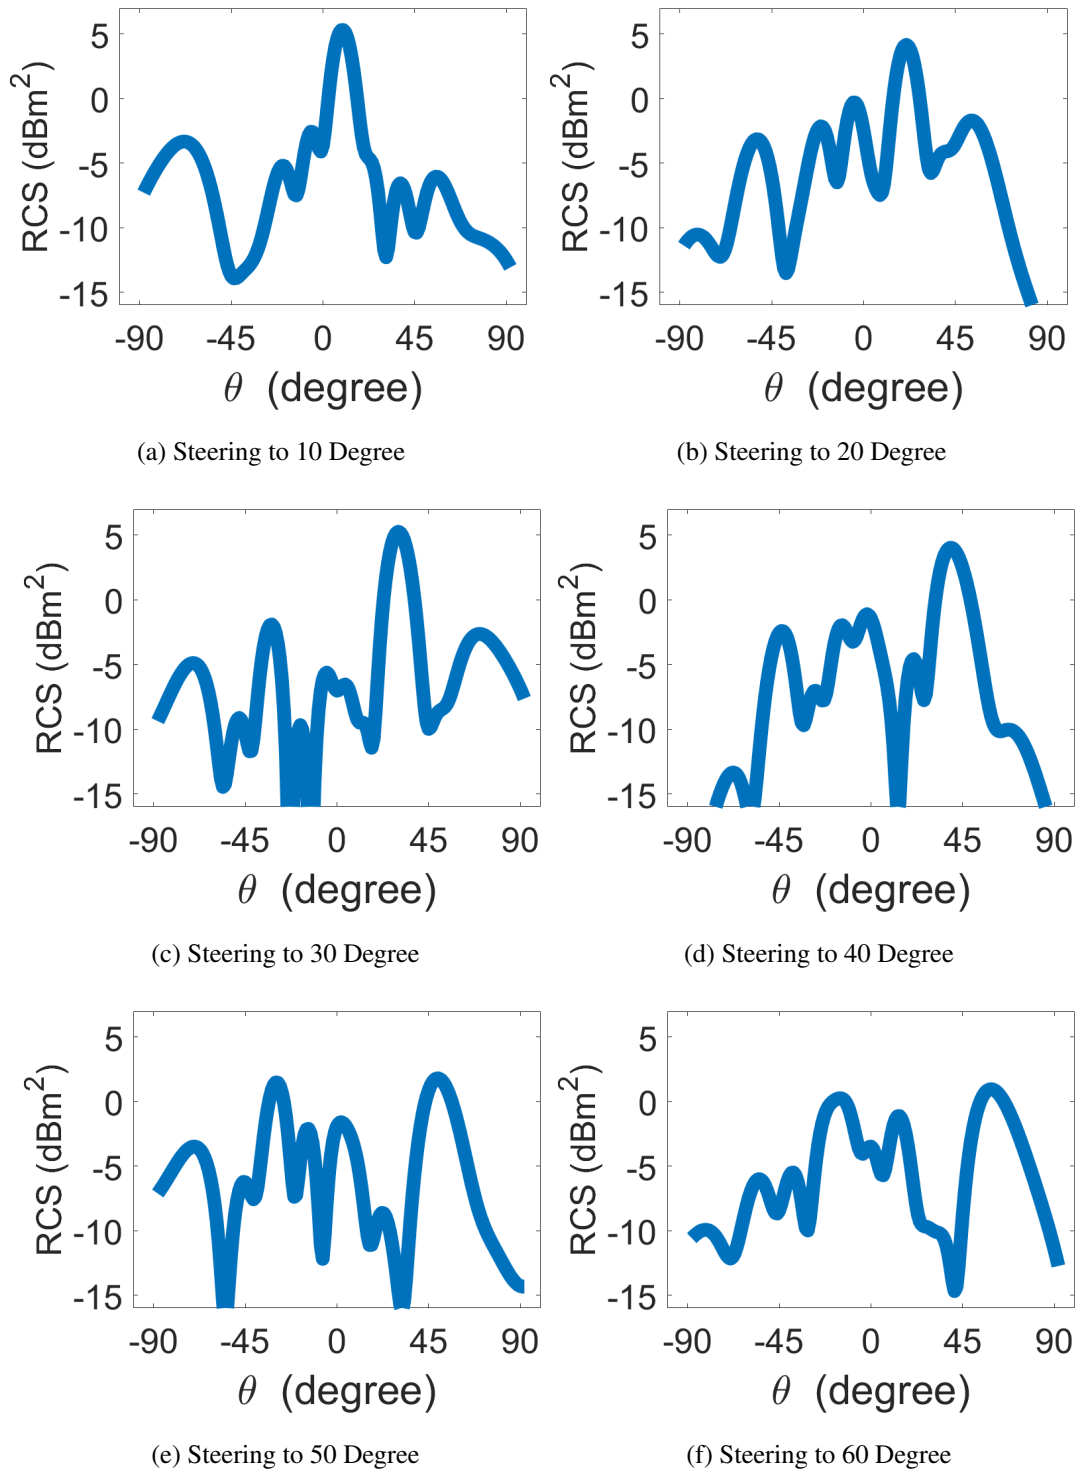 5
0
-5
-10
-15
RCS (dBm²)
-90 -45 0 45 90
θ (degree)
(a) Steering to 10 Degree
5
0
-5
-10
-15
RCS (dBm²)
-90 -45 0 45 90
θ (degree)
(b) Steering to 20 Degree
5
0
-5
-10
-15
RCS (dBm²)
-90 -45 0 45 90
θ (degree)
(c) Steering to 30 Degree
5
0
-5
-10
-15
RCS (dBm²)
-90 -45 0 45 90
θ (degree)
(d) Steering to 40 Degree
5
0
-5
-10
-15
RCS (dBm²)
-90 -45 0 45 90
θ (degree)
(e) Steering to 50 Degree
5
0
-5
-10
-15
RCS (dBm²)
-90 -45 0 45 90
θ (degree)
(f) Steering to 60 Degree